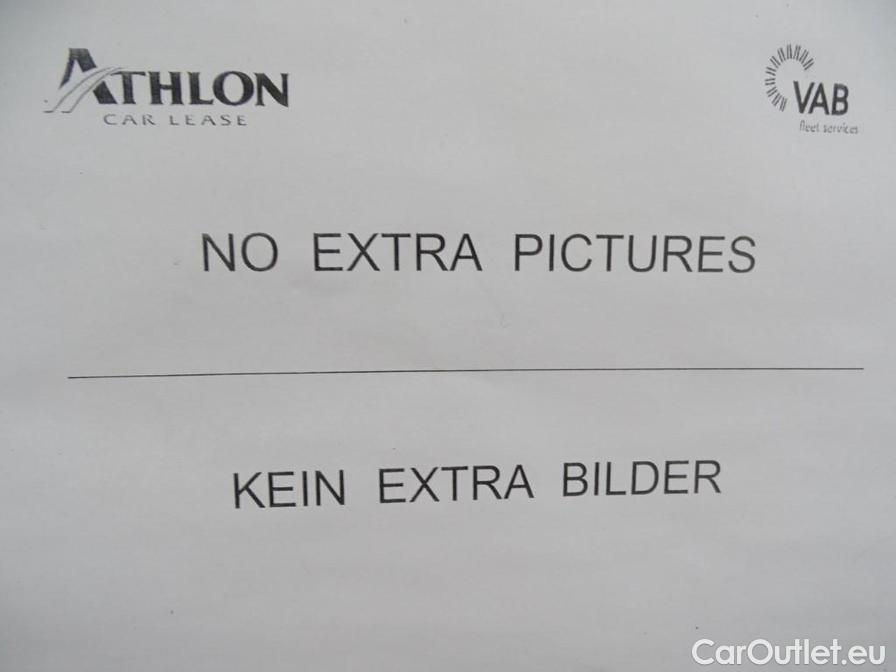 ATHLON
CAR LEASE
VAB
fleet services
NO EXTRA PICTURES
KEIN EXTRA BILDER
CarOutlet.eu